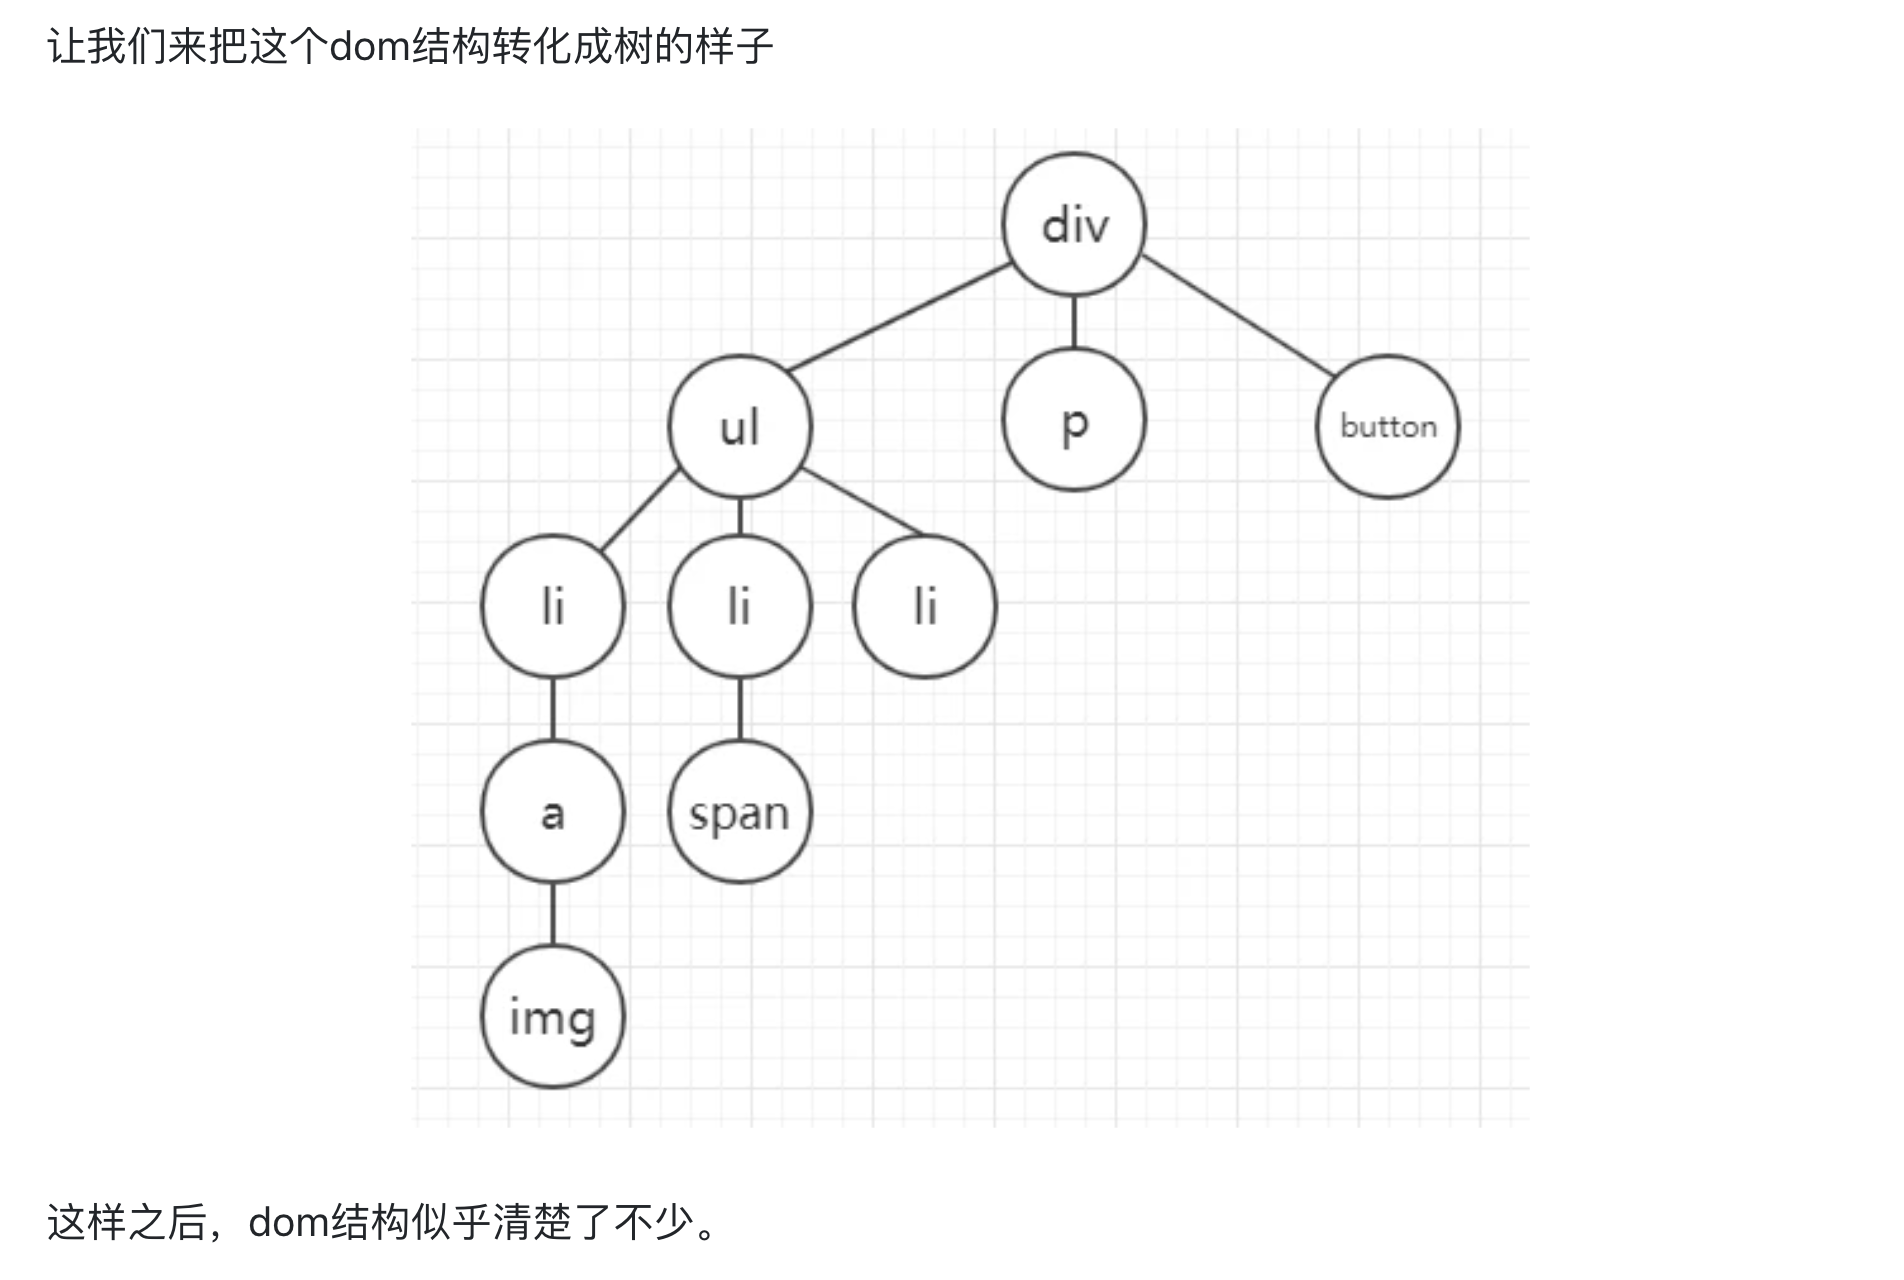 让我们来把这个dom结构转化成树的样子
div
ul
p
button
li
li
li
a
span
img
这样之后，dom结构似乎清楚了不少。